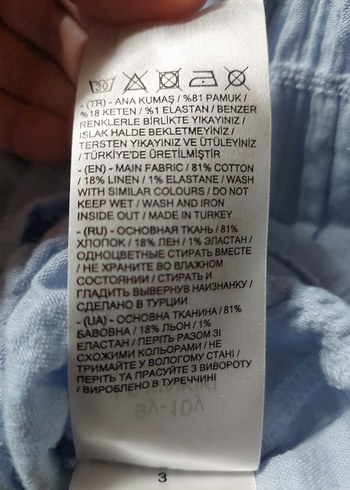 30
- (TR) - ANA KUMAŞ / %81 PAMUK /
%18 KETEN / %1 ELASTAN / BENZER
RENKLERLE BİRLİKTE YIKAYINIZ /
ISLAK HALDE BEKLETMEYİNİZ /
TERSTEN YIKAYINIZ VE ÜTÜLEYİNİZ
/ TÜRKİYE'DE ÜRETİLMİŞTİR
- (EN) - MAIN FABRIC / 81% COTTON
/ 18% LINEN / 1% ELASTANE / WASH
WITH SIMILAR COLOURS / DO NOT
KEEP WET / WASH AND IRON
INSIDE OUT / MADE IN TURKEY
- (RU) - ОСНОВНАЯ ТКАНЬ / 81%
ХЛОПОК / 18% ЛЕН / 1% ЭЛАСТАН /
ОДНОЦВЕТНЫЕ СТИРАТЬ ВМЕСТЕ
/ НЕ ХРАНИТЕ ВО ВЛАЖНОМ
СОСТОЯНИИ / СТИРАТЬ И
ГЛАДИТЬ ВЫВЕРНУВ НАИЗНАНКУ /
СДЕЛАНО В ТУРЦИИ
- (UA) - ОСНОВНА ТКАНИНА / 81%
БАВОВНА / 18% ЛЬОН / 1%
ЕЛАСТАН / ПЕРІТЬ РАЗОМ ЗІ
СХОЖИМИ КОЛЬОРАМИ / НЕ
ТРИМАЙТЕ У ВОЛОГОМУ СТАНІ /
ПЕРІТЬ ТА ПРАСУЙТЕ З ВИВОРОТУ
/ ВИРОБЛЕНО В ТУРЕЧЧИНІ
9y-10y
3